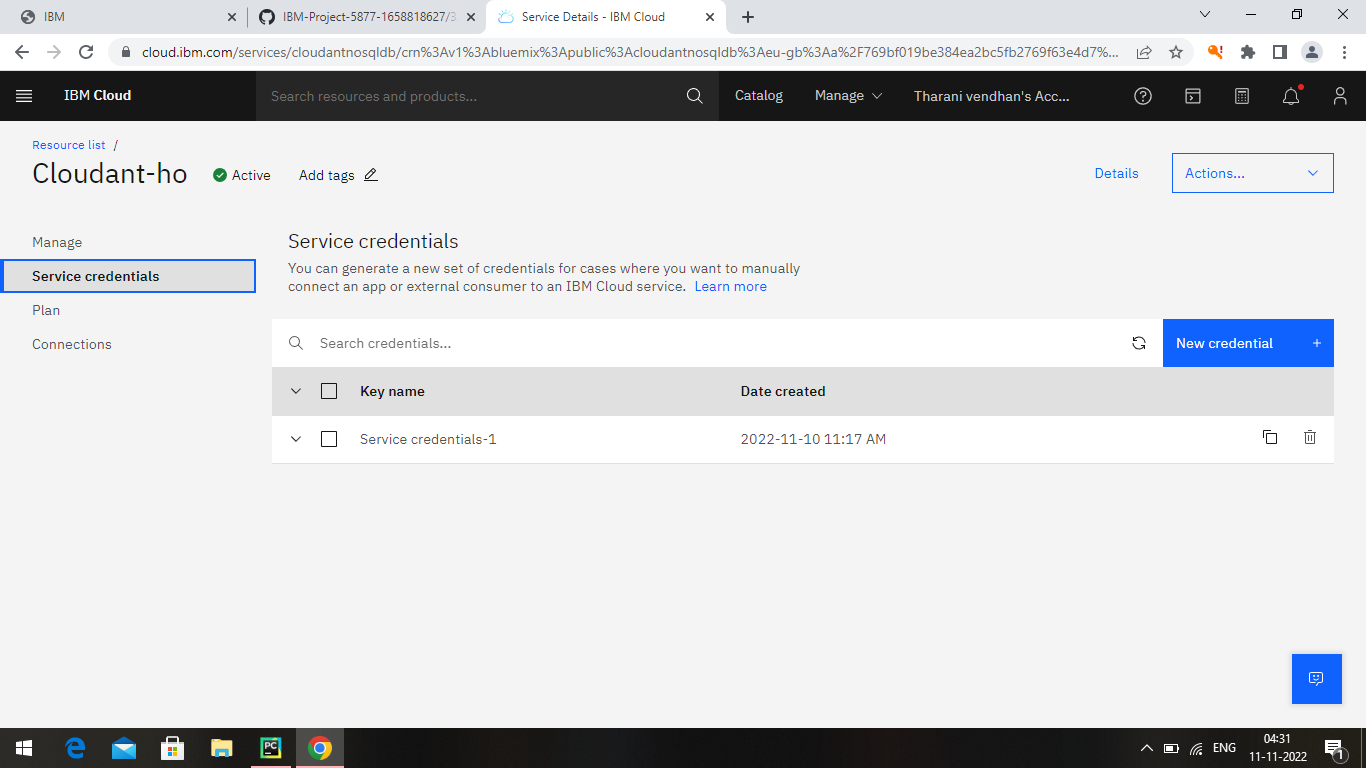 IBM
IBM-Project-5877-1658818627/3
Service Details - IBM Cloud
cloud.ibm.com/services/cloudantnosqldb/crn%3Av1%3Abluemix%3Apublic%3Acloudantnosqldb%3Aeu-gb%3Aa%2F769bf019be384ea2bc5fb2769f63e4d7%...
IBM Cloud
Search resources and products...
Catalog
Manage
Tharani vendhan's Acc...
Resource list /
Cloudant-ho
Active
Add tags
Details
Actions...
Manage
Service credentials
Plan
Connections
Service credentials
You can generate a new set of credentials for cases where you want to manually
connect an app or external consumer to an IBM Cloud service. Learn more
Search credentials...
New credential +
Key name
Date created
Service credentials-1
2022-11-10 11:17 AM
PC
ENG
04:31
11-11-2022
1